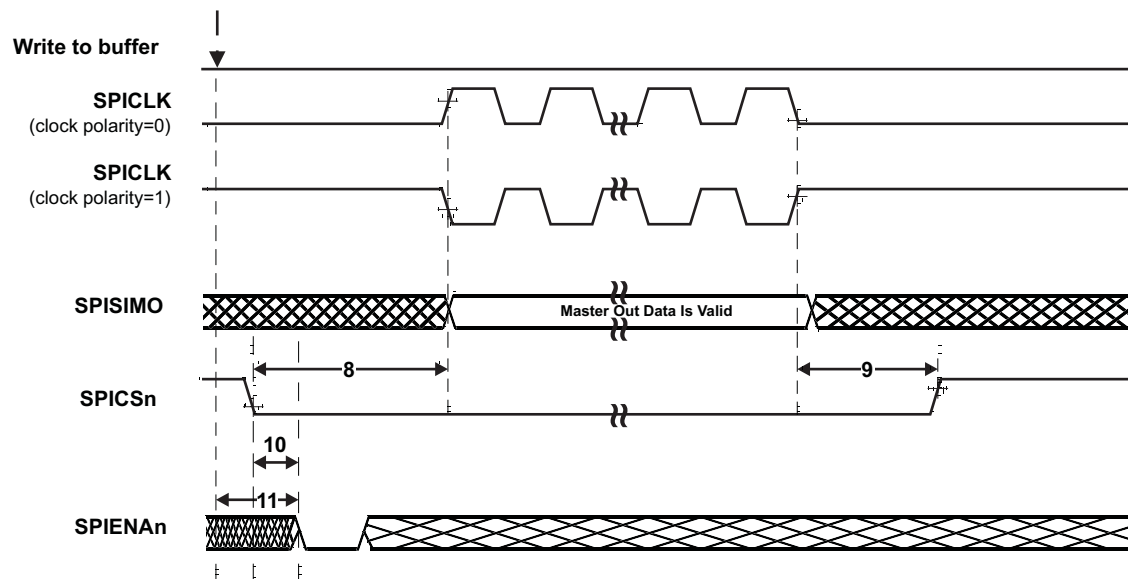 Write to buffer
SPICLK
(clock polarity=0)
SPICLK
(clock polarity=1)
SPISIMO
Master Out Data Is Valid
8
9
SPICSn
10
11
SPIENAn